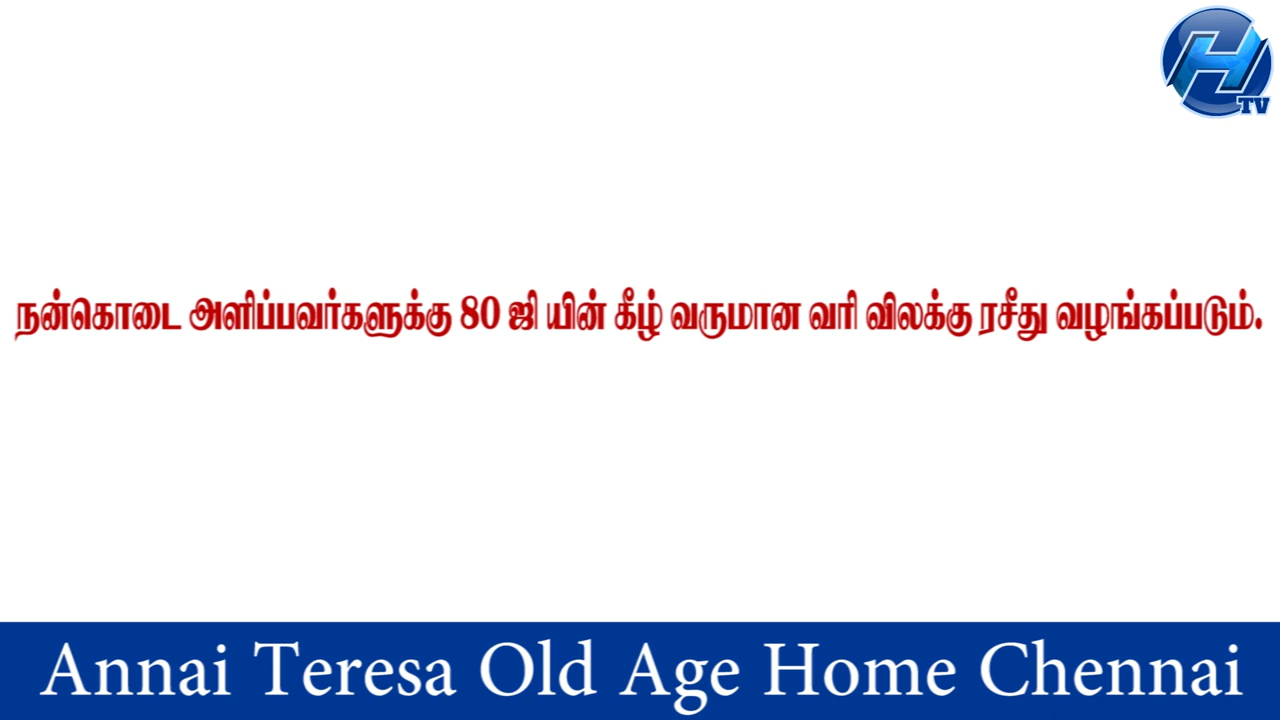 H
TV
நன்கொடை அளிப்பவர்களுக்கு 80 ஜி யின் கீழ் வருமான வரி விலக்கு ரசீது வழங்கப்படும்.
Annai Teresa Old Age Home Chennai